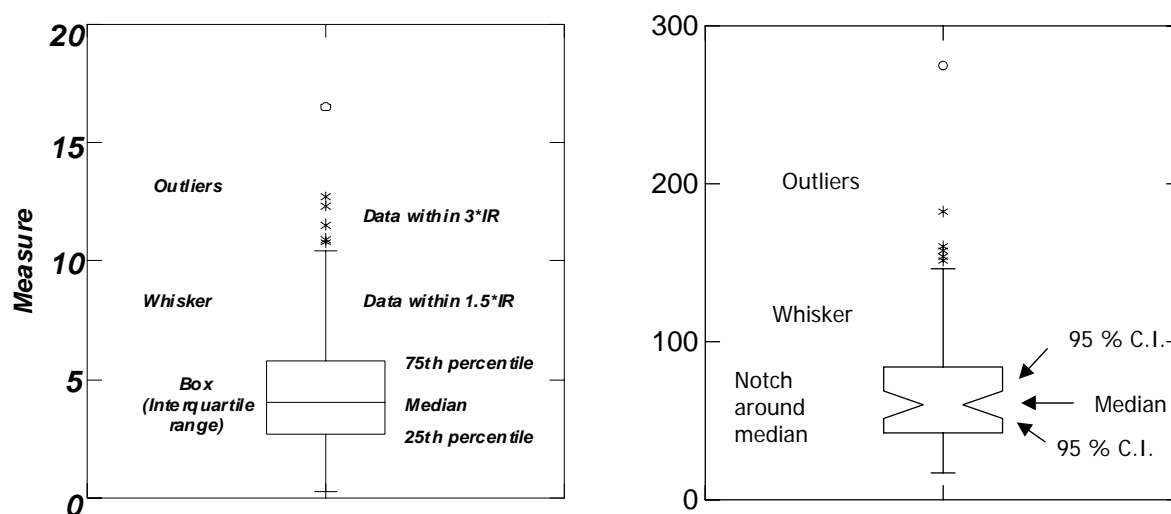 20
15
10
5
0
Measure
Outliers
Data within 3*IR
Whisker
Data within 1.5*IR
75th percentile
Box
(Interquartile
range)
Median
25th percentile
300
200
100
0
Outliers
Whisker
95 % C.I.
Notch
around
median
Median
95 % C.I.